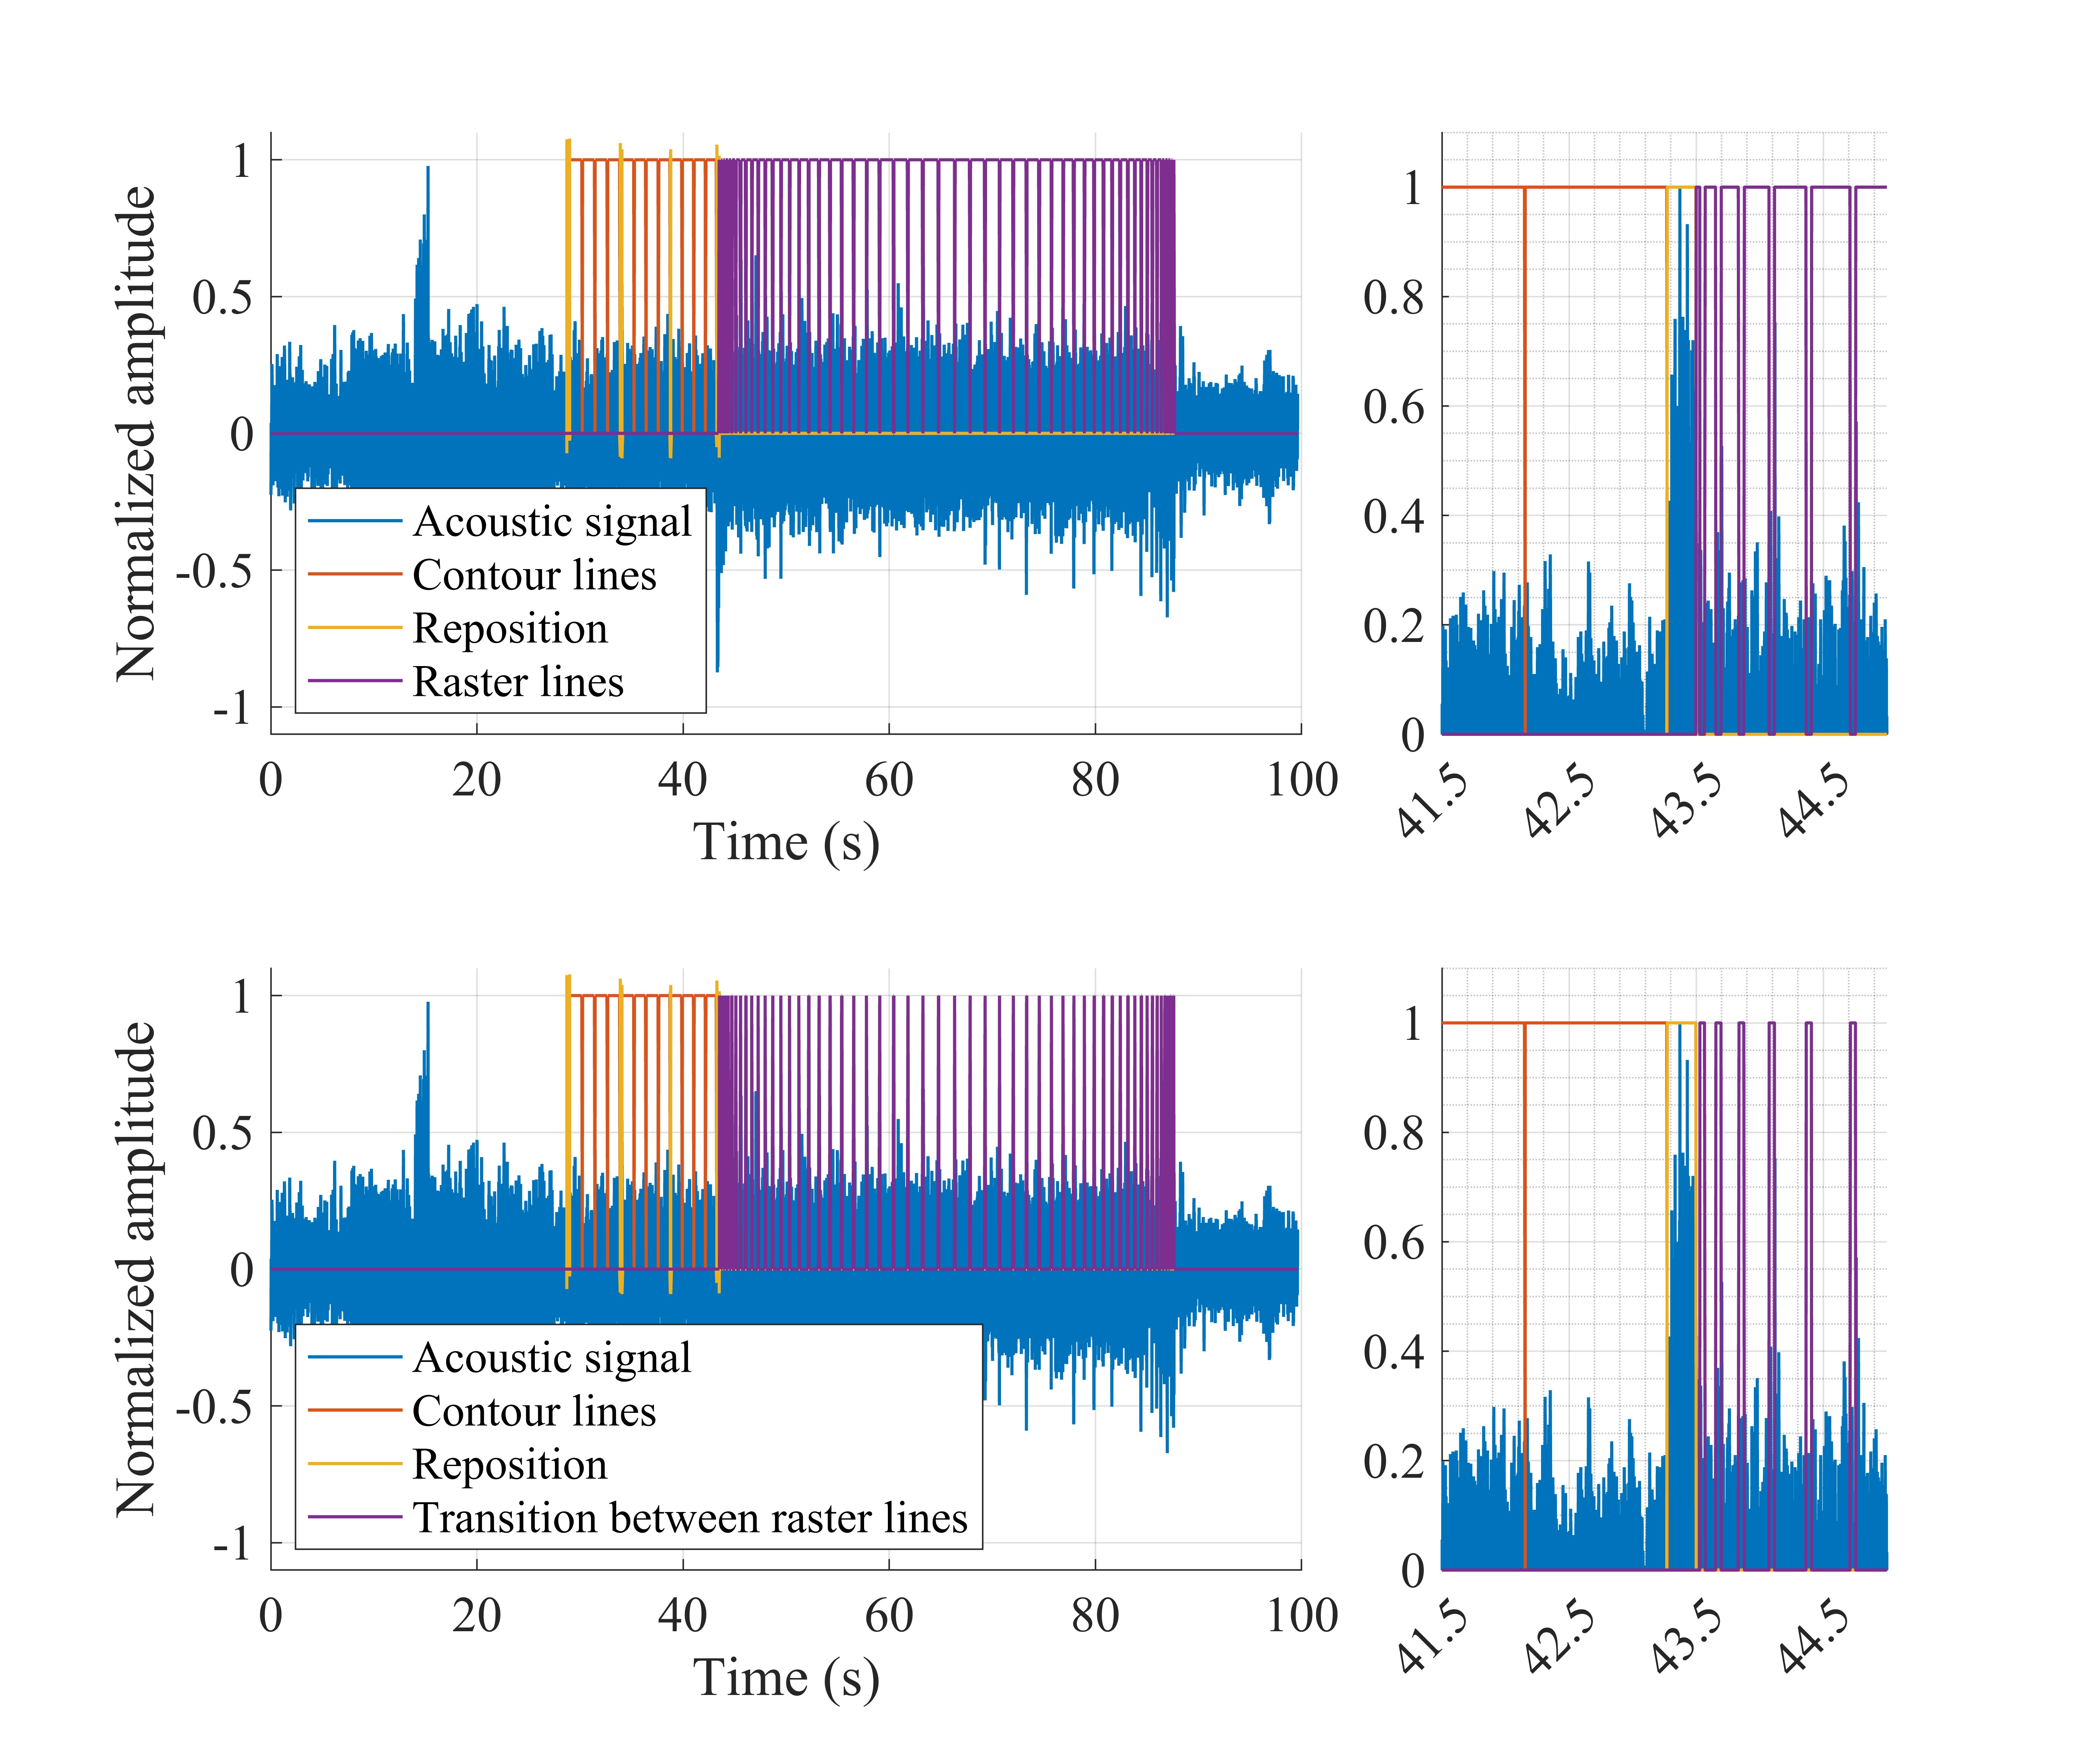 Normalized amplitude
1
0.5
0
-0.5
-1
Acoustic signal
Contour lines
Reposition
Raster lines
0 20 40 60 80 100
Time (s)
1
0.8
0.6
0.4
0.2
0
41.5 42.5 43.5 44.5
Normalized amplitude
1
0.5
0
-0.5
-1
Acoustic signal
Contour lines
Reposition
Transition between raster lines
0 20 40 60 80 100
Time (s)
1
0.8
0.6
0.4
0.2
0
41.5 42.5 43.5 44.5